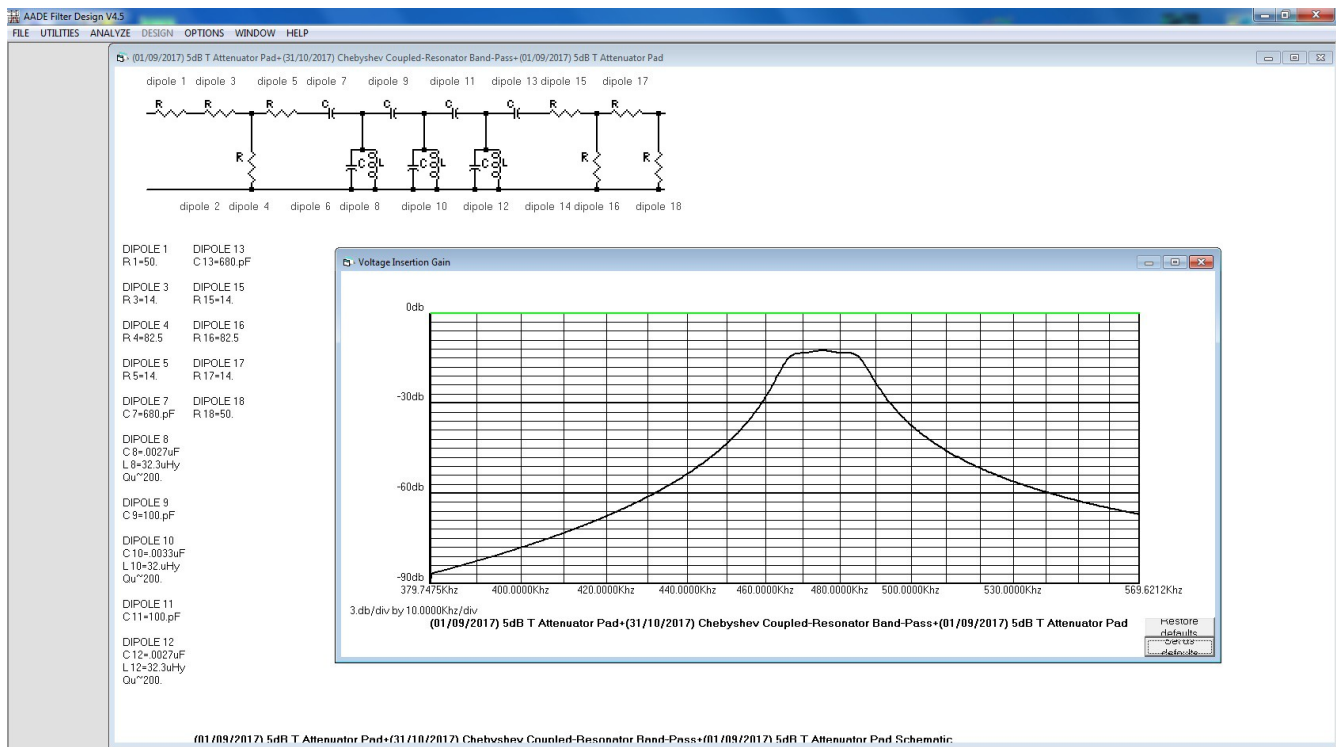 AADE Filter Design V4.5
FILE UTILITIES ANALYZE DESIGN OPTIONS WINDOW HELP
(01/09/2017) 5dB T Attenuator Pad+(31/10/2017) Chebyshev Coupled-Resonator Band-Pass+(01/09/2017) 5dB T Attenuator Pad
dipole 1 dipole 3 dipole 5 dipole 7 dipole 9 dipole 11 dipole 13 dipole 15 dipole 17
R R R C C C C R R
R C L C L C L R R
dipole 2 dipole 4 dipole 6 dipole 8 dipole 10 dipole 12 dipole 14 dipole 16 dipole 18
DIPOLE 1
R 1=50.
DIPOLE 3
R 3=14.
DIPOLE 4
R 4=82.5
DIPOLE 5
R 5=14.
DIPOLE 7
C 7=680.pF
DIPOLE 8
C 8=.0027uF
L 8=32.3uHy
Qu~200.
DIPOLE 9
C 9=100.pF
DIPOLE 10
C 10=.0033uF
L 10=32.uHy
Qu~200.
DIPOLE 11
C 11=100.pF
DIPOLE 12
C 12=.0027uF
L 12=32.3uHy
Qu~200.
DIPOLE 13
C 13=680.pF
DIPOLE 15
R 15=14.
DIPOLE 16
R 16=82.5
DIPOLE 17
R 17=14.
DIPOLE 18
R 18=50.
Voltage Insertion Gain
0db
-30db
-60db
-90db
379.7475Khz 400.0000Khz 420.0000Khz 440.0000Khz 460.0000Khz 480.0000Khz 500.0000Khz 530.0000Khz 569.6212Khz
3.db/div by 10.0000Khz/div
(01/09/2017) 5dB T Attenuator Pad+(31/10/2017) Chebyshev Coupled-Resonator Band-Pass+(01/09/2017) 5dB T Attenuator Pad
Restore
defaults
Set as
defaults
(01/09/2017) 5dB T Attenuator Pad+(31/10/2017) Chebyshev Coupled-Resonator Band-Pass+(01/09/2017) 5dB T Attenuator Pad Schematic